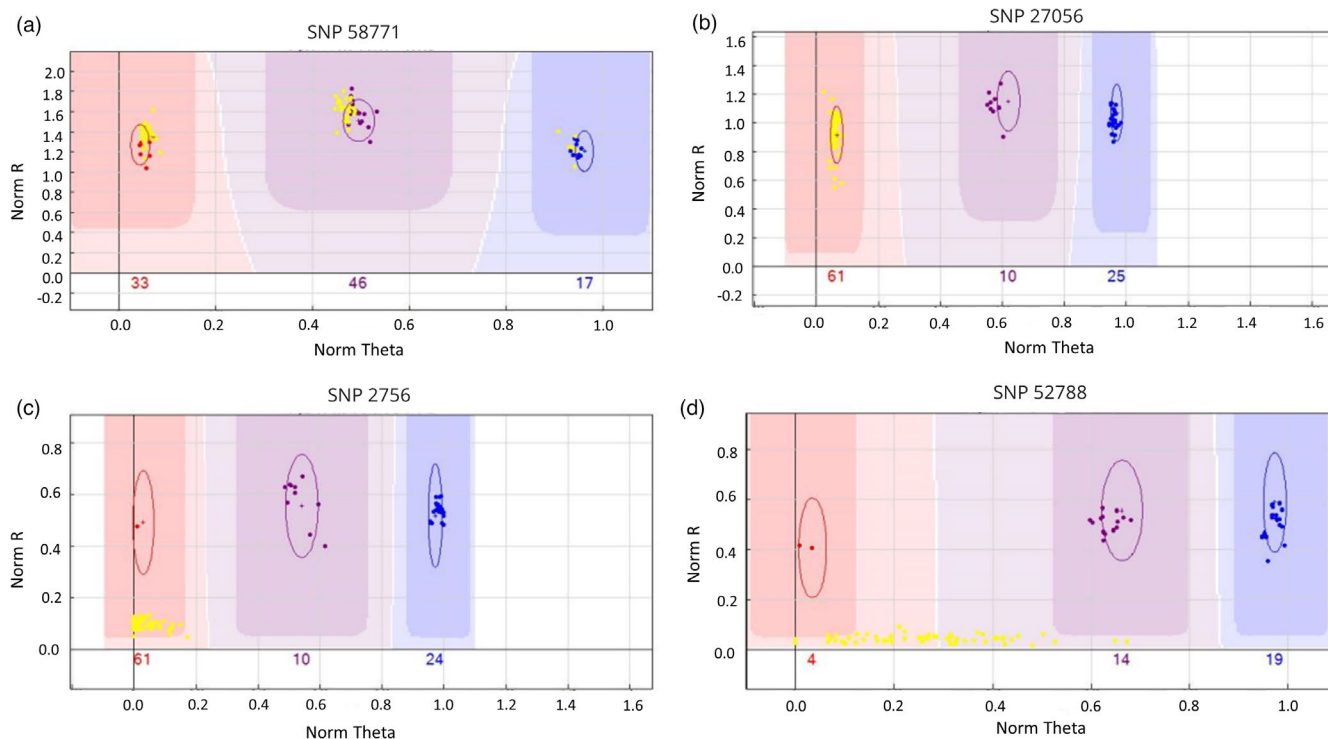 (a)
SNP 58771
Norm R
2.0
1.8
1.6
1.4
1.2
1.0
0.8
0.6
0.4
0.2
0.0
-0.2
33 46 17
0.0 0.2 0.4 0.6 0.8 1.0
Norm Theta
(b)
SNP 27056
Norm R
1.6
1.4
1.2
1.0
0.8
0.6
0.4
0.2
0.0
-0.2
61 10 25
0.0 0.2 0.4 0.6 0.8 1.0 1.2 1.4 1.6
Norm Theta
(c)
SNP 2756
Norm R
0.8
0.6
0.4
0.2
0.0
61 10 24
0.0 0.2 0.4 0.6 0.8 1.0 1.2 1.4 1.6
Norm Theta
(d)
SNP 52788
Norm R
0.8
0.6
0.4
0.2
0.0
4 14 19
0.0 0.2 0.4 0.6 0.8 1.0
Norm Theta